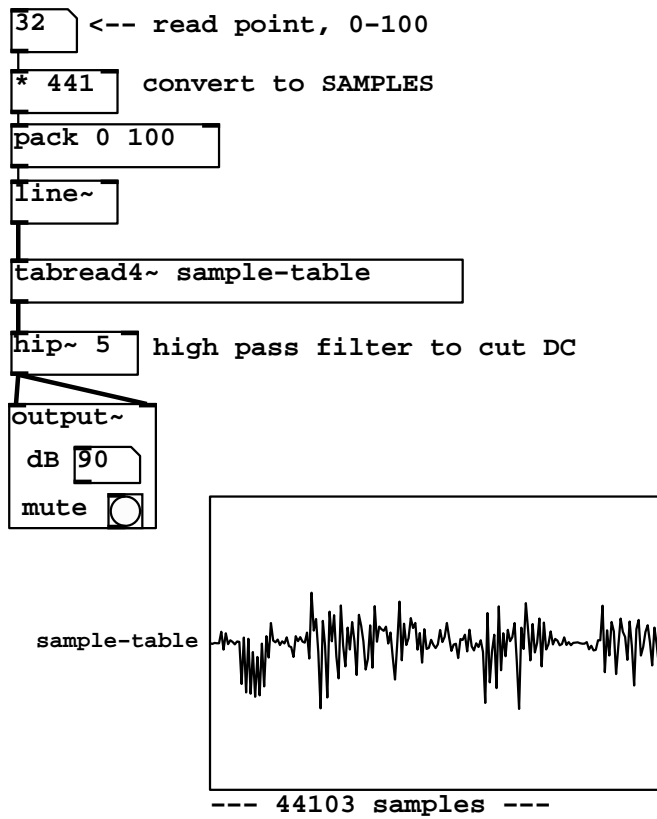 32 <-- read point, 0-100
* 441 convert to SAMPLES
pack 0 100
line~
tabread4~ sample-table
hip~ 5 high pass filter to cut DC
output~
dB 90
mute
sample-table
--- 44103 samples ---